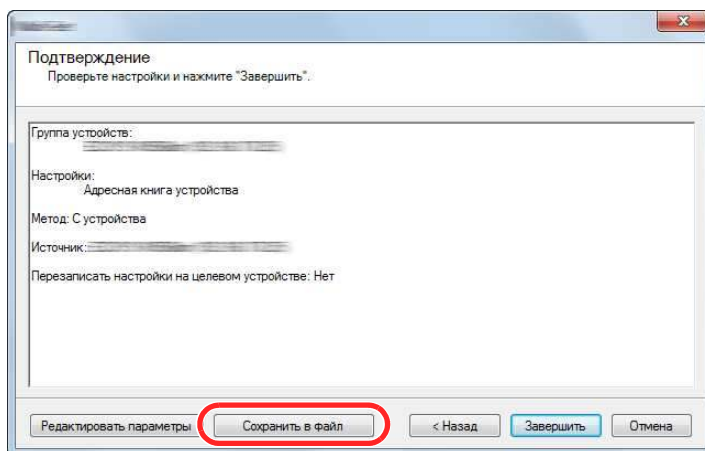 Подтверждение
Проверьте настройки и нажмите "Завершить".
Группа устройств:
Настройки:
Адресная книга устройства
Метод: С устройства
Источник:
Перезаписать настройки на целевом устройстве: Нет
Редактировать параметры Сохранить в файл < Назад Завершить Отмена